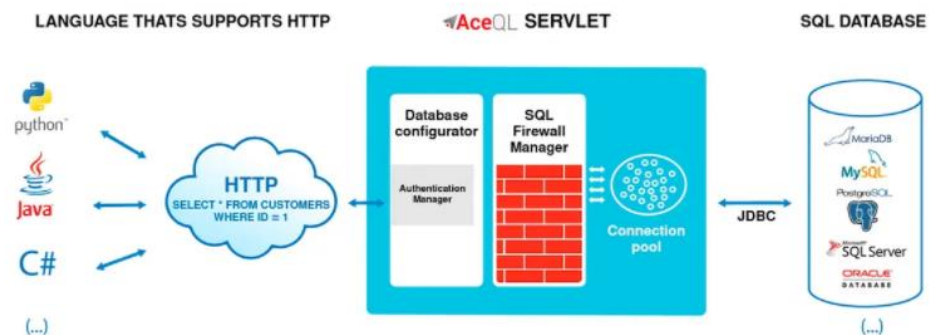 LANGUAGE THATS SUPPORTS HTTP
AceQL SERVLET
SQL DATABASE
python
Java
C#
(...)
HTTP
SELECT * FROM CUSTOMERS
WHERE ID = 1
Database
configurator
Authentication
Manager
SQL
Firewall
Manager
Connection
pool
JDBC
MariaDB
MySQL
PostgreSQL
Microsoft
SQL Server
ORACLE
DATABASE
(...)